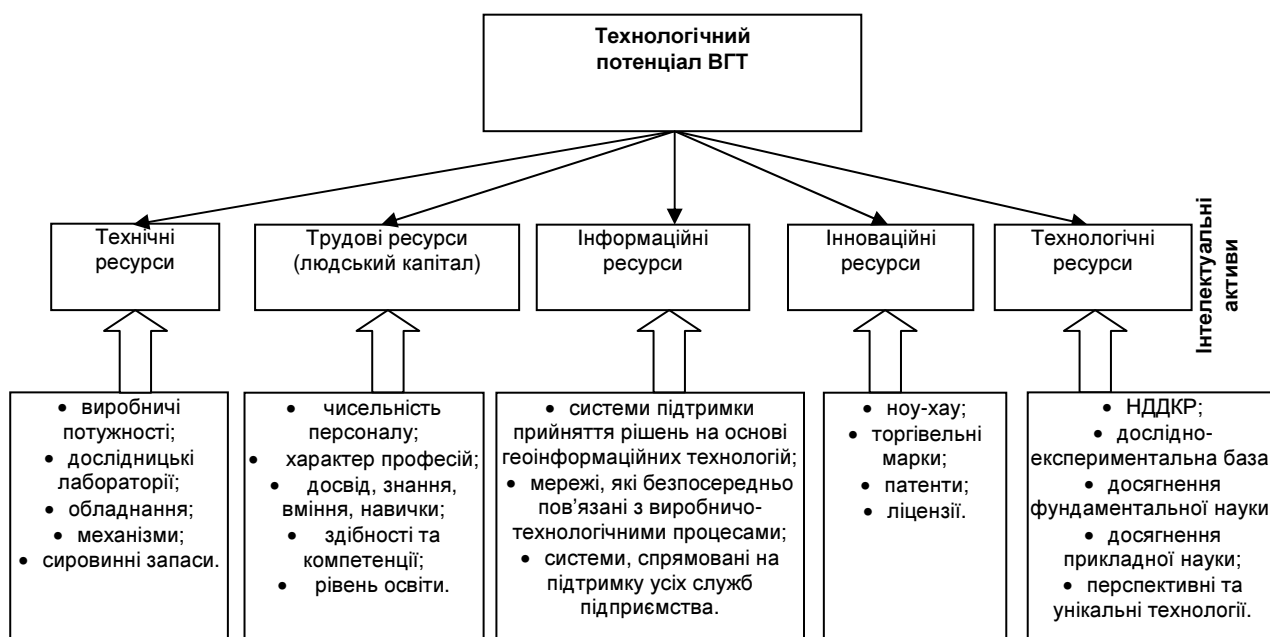 Технологічний
потенціал ВГТ
Технічні
ресурси
Трудові ресурси
(людський капітал)
Інформаційні
ресурси
Інноваційні
ресурси
Технологічні
ресурси
Інтелектуальні
активи
• виробничі
потужності;
• дослідницькі
лабораторії;
• обладнання;
• механізми;
• сировинні запаси.
• чисельність
персоналу;
• характер професій;
• досвід, знання,
вміння, навички;
• здібності та
компетенції;
• рівень освіти.
• системи підтримки
прийняття рішень на основі
геоінформаційних технологій;
• мережі, які безпосередньо
пов’язані з виробничо-
технологічними процесами;
• системи, спрямовані на
підтримку усіх служб
підприємства.
• ноу-хау;
• торгівельні
марки;
• патенти;
• ліцензії.
• НДДКР;
• дослідно-
експериментальна база
• досягнення
фундаментальної науки
• досягнення
прикладної науки;
• перспективні та
унікальні технології.